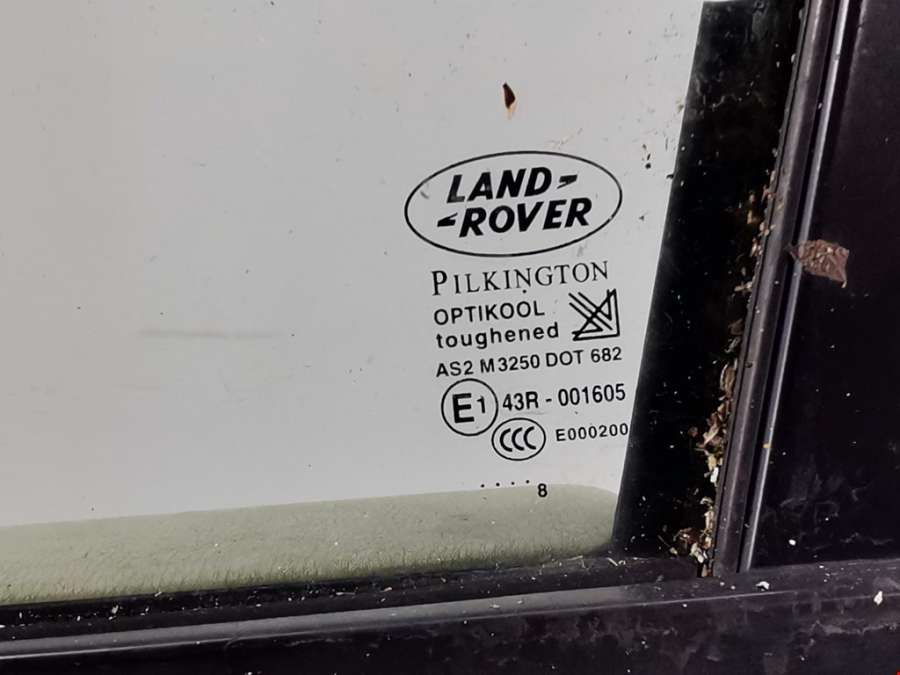 LAND
ROVER
PILKINGTON
OPTIKOOL
toughened
AS2 M3250 DOT 682
E1 43R - 001605
CCC E000200
.... 8